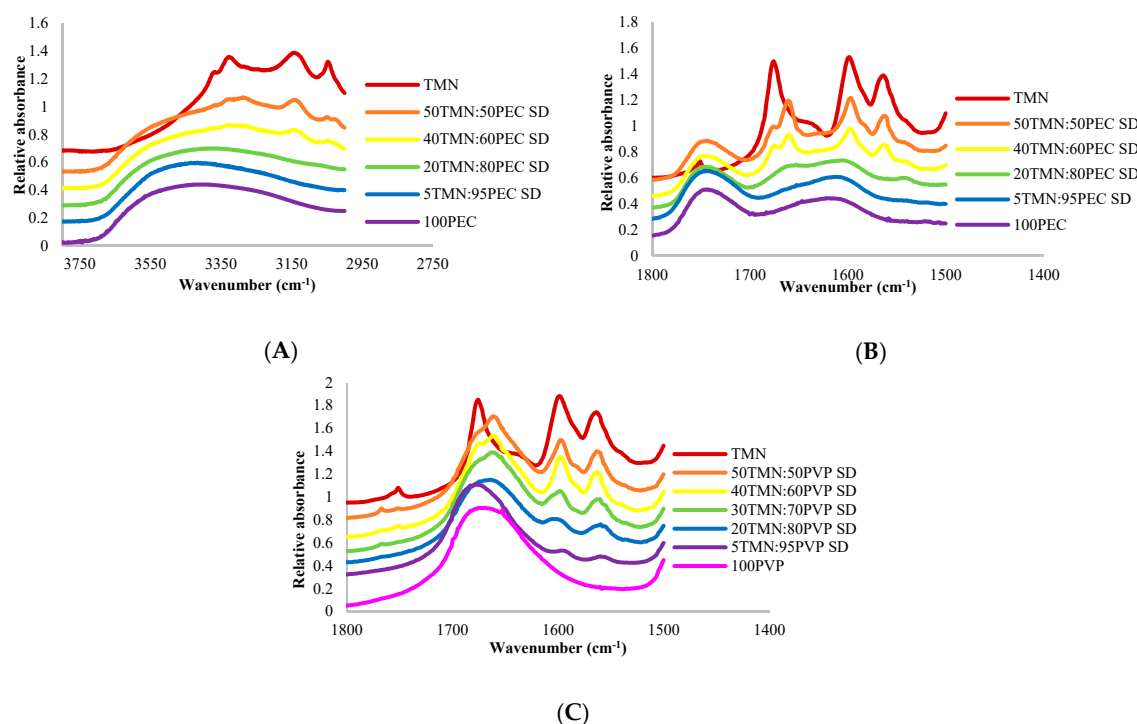 Relative absorbance
1.6
1.4
1.2
1
0.8
0.6
0.4
0.2
0
3750 3550 3350 3150 2950 2750
Wavenumber (cm-1)
TMN
50TMN:50PEC SD
40TMN:60PEC SD
20TMN:80PEC SD
5TMN:95PEC SD
100PEC
(A)
Relative absorbance
1.8
1.6
1.4
1.2
1
0.8
0.6
0.4
0.2
0
1800 1700 1600 1500 1400
Wavenumber (cm-1)
TMN
50TMN:50PEC SD
40TMN:60PEC SD
20TMN:80PEC SD
5TMN:95PEC SD
100PEC
(B)
Relative absorbance
2
1.8
1.6
1.4
1.2
1
0.8
0.6
0.4
0.2
0
1800 1700 1600 1500 1400
Wavenumber (cm-1)
TMN
50TMN:50PVP SD
40TMN:60PVP SD
30TMN:70PVP SD
20TMN:80PVP SD
5TMN:95PVP SD
100PVP
(C)